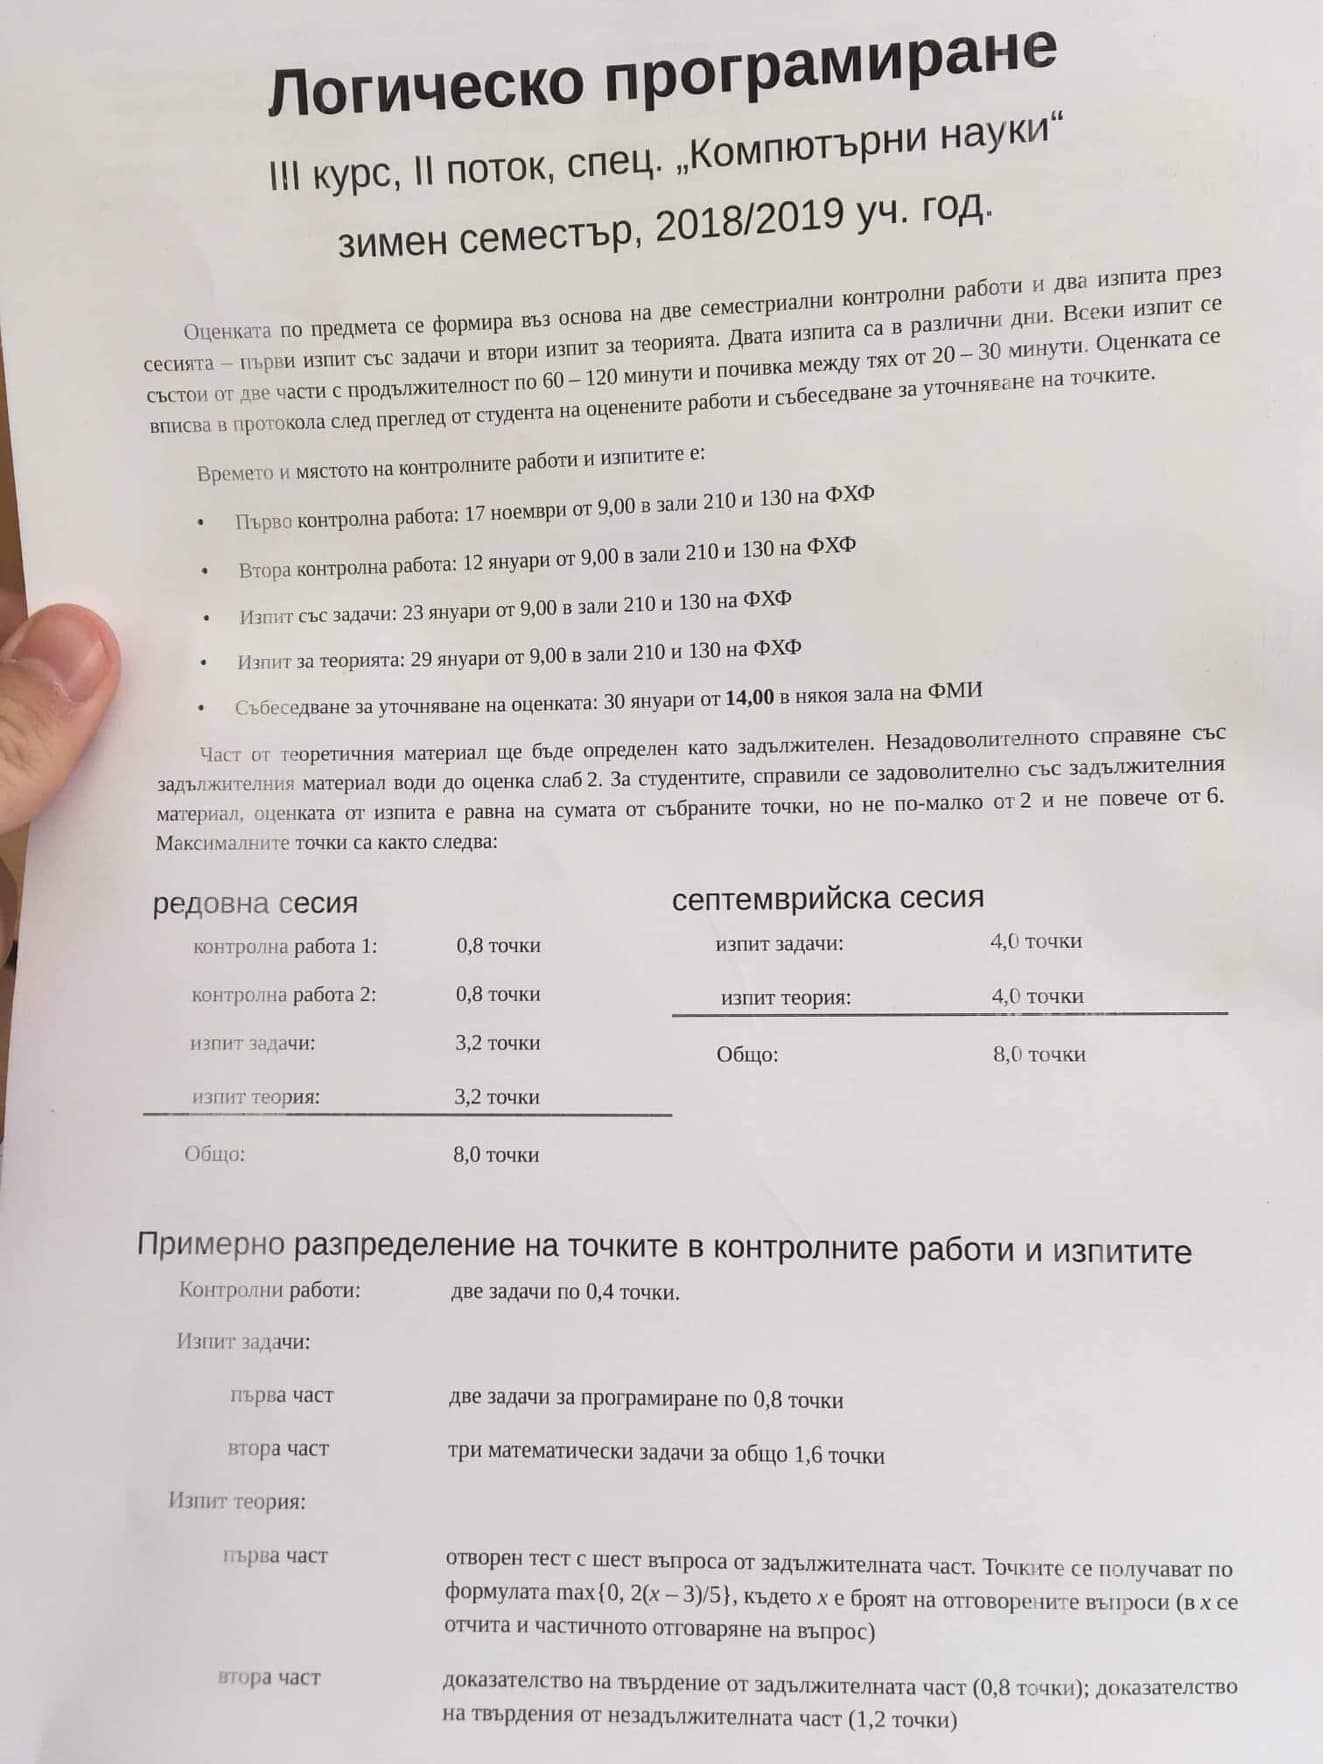 Логическо програмиране
III курс, II поток, спец. „Компютърни науки“
зимен семестър, 2018/2019 уч. год.
Оценката по предмета се формира въз основа на две семестриални контролни работи и два изпита през
сесията – първи изпит със задачи и втори изпит за теорията. Двата изпита са в различни дни. Всеки изпит се
състои от две части с продължителност по 60 – 120 минути и почивка между тях от 20 – 30 минути. Оценката се
вписва в протокола след преглед от студента на оценените работи и събеседване за уточняване на точките.
Времето и мястото на контролните работи и изпитите е:
• Първо контролна работа: 17 ноември от 9,00 в зали 210 и 130 на ФХФ
• Втора контролна работа: 12 януари от 9,00 в зали 210 и 130 на ФХФ
• Изпит със задачи: 23 януари от 9,00 в зали 210 и 130 на ФХФ
• Изпит за теорията: 29 януари от 9,00 в зали 210 и 130 на ФХФ
• Събеседване за уточняване на оценката: 30 януари от 14,00 в някоя зала на ФМИ
Част от теоретичния материал ще бъде определен като задължителен. Незадоволителното справяне със
задължителния материал води до оценка слаб 2. За студентите, справили се задоволително със задължителния
материал, оценката от изпита е равна на сумата от събраните точки, но не по-малко от 2 и не повече от 6.
Максималните точки са както следва:
редовна сесия
контролна работа 1: 0,8 точки
контролна работа 2: 0,8 точки
изпит задачи: 3,2 точки
изпит теория: 3,2 точки
Общо: 8,0 точки
септемврийска сесия
изпит задачи: 4,0 точки
изпит теория: 4,0 точки
Общо: 8,0 точки
Примерно разпределение на точките в контролните работи и изпитите
Контролни работи: две задачи по 0,4 точки.
Изпит задачи:
първа част две задачи за програмиране по 0,8 точки
втора част три математически задачи за общо 1,6 точки
Изпит теория:
първа част отворен тест с шест въпроса от задължителната част. Точките се получават по
формулата max{0, 2(x – 3)/5}, където x е броят на отговорените въпроси (в x се
отчита и частичното отговаряне на въпрос)
втора част доказателство на твърдение от задължителната част (0,8 точки); доказателство
на твърдения от незадължителната част (1,2 точки)